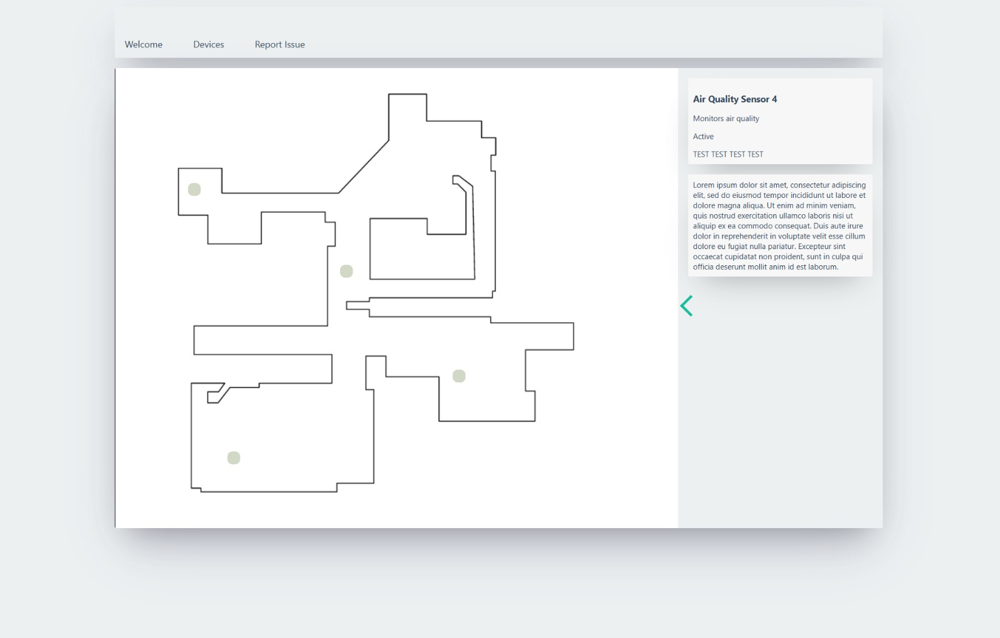 Welcome
Devices
Report Issue
Air Quality Sensor 4
Monitors air quality
Active
TEST TEST TEST TEST
Lorem ipsum dolor sit amet, consectetur adipiscing
elit, sed do eiusmod tempor incididunt ut labore et
dolore magna aliqua. Ut enim ad minim veniam,
quis nostrud exercitation ullamco laboris nisi ut
aliquip ex ea commodo consequat. Duis aute irure
dolor in reprehenderit in voluptate velit esse cillum
dolore eu fugiat nulla pariatur. Excepteur sint
occaecat cupidatat non proident, sunt in culpa qui
officia deserunt mollit anim id est laborum.